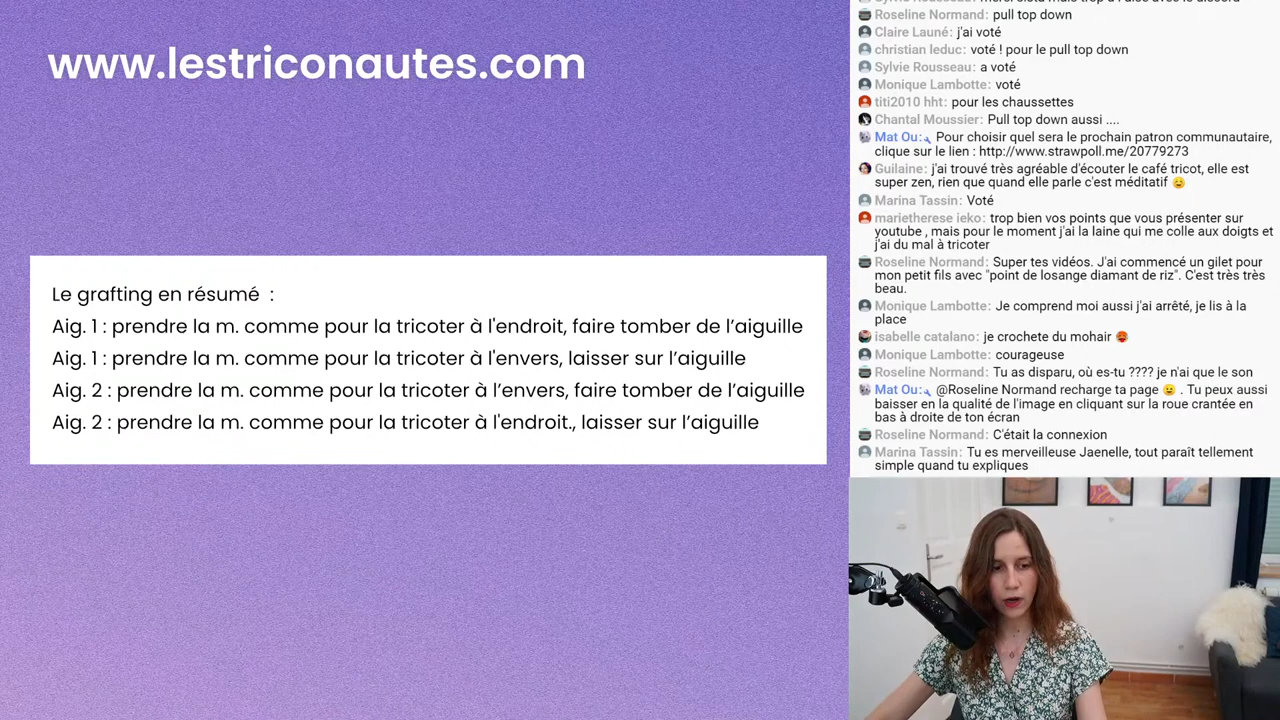 www.lestriconautes.com
Le grafting en résumé  :
Aig. 1 : prendre la m. comme pour la tricoter à l'endroit, faire tomber de l’aiguille
Aig. 1 : prendre la m. comme pour la tricoter à l'envers, laisser sur l’aiguille
Aig. 2 : prendre la m. comme pour la tricoter à l’envers, faire tomber de l’aiguille
Aig. 2 : prendre la m. comme pour la tricoter à l'endroit., laisser sur l’aiguille
Roseline Normand: pull top down
Claire Launé: j'ai voté
christian leduc: voté ! pour le pull top down
Sylvie Rousseau: a voté
Monique Lambotte: voté
titi2010 hht: pour les chaussettes
Chantal Moussier: Pull top down aussi ....
Mat Ou: Pour choisir quel sera le prochain patron communautaire,
clique sur le lien : http://www.strawpoll.me/20779273
Guilaine: j'ai trouvé très agréable d'écouter le café tricot, elle est
super zen, rien que quand elle parle c'est méditatif
Marina Tassin: Voté
marietherese ieko: trop bien vos points que vous présenter sur
youtube , mais pour le moment j'ai la laine qui me colle aux doigts et
j'ai du mal à tricoter
Roseline Normand: Super tes vidéos. J'ai commencé un gilet pour
mon petit fils avec "point de losange diamant de riz". C'est très très
beau.
Monique Lambotte: Je comprend moi aussi j'ai arrêté, je lis à la
place
isabelle catalano: je crochete du mohair
Monique Lambotte: courageuse
Roseline Normand: Tu as disparu, où es-tu ???? je n'ai que le son
Mat Ou: @Roseline Normand recharge ta page 😉 . Tu peux aussi
baisser en la qualité de l'image en cliquant sur la roue crantée en
bas à droite de ton écran
Roseline Normand: C'était la connexion
Marina Tassin: Tu es merveilleuse Jaenelle, tout paraît tellement
simple quand tu expliques